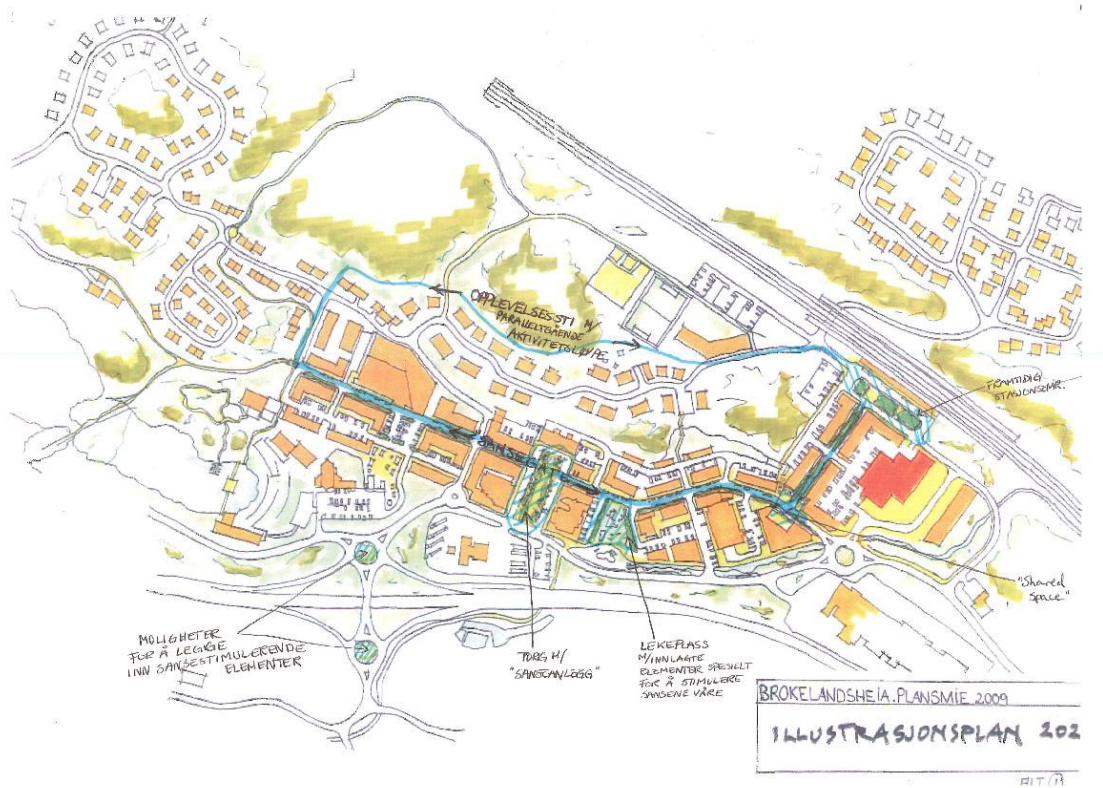 OPPLEVELSESSTI M/
PARALLELTGÅENDE
AKTIVITETSLØYPE
FRAMTIDIG
STASJONSOMR.
SANSEGATE
"Shared
Space"
MULIGHETER
FOR Å LEGGE
INN SANSESTIMULERENDE
ELEMENTER
TORG M/
"SANSEANLEGG"
LEKEPLASS
M/INNLAGTE
ELEMENTER SPESIELT
FOR Å STIMULERE
SANSENE VÅRE
BROKELANDSHEIA. PLANSMIE 2009
ILLUSTRASJONSPLAN 202
ALT